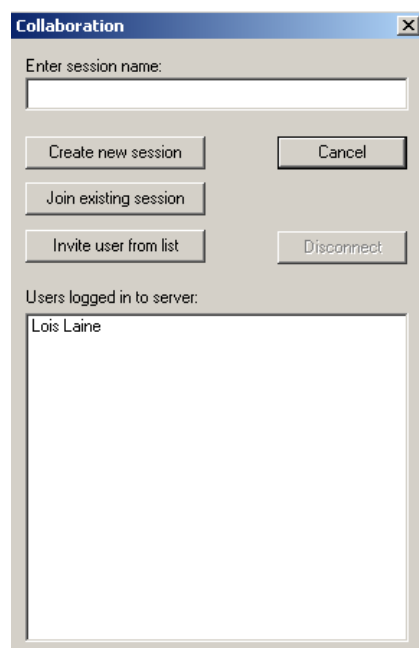 Collaboration
Enter session name:
Create new session
Cancel
Join existing session
Invite user from list
Disconnect
Users logged in to server:
Lois Laine